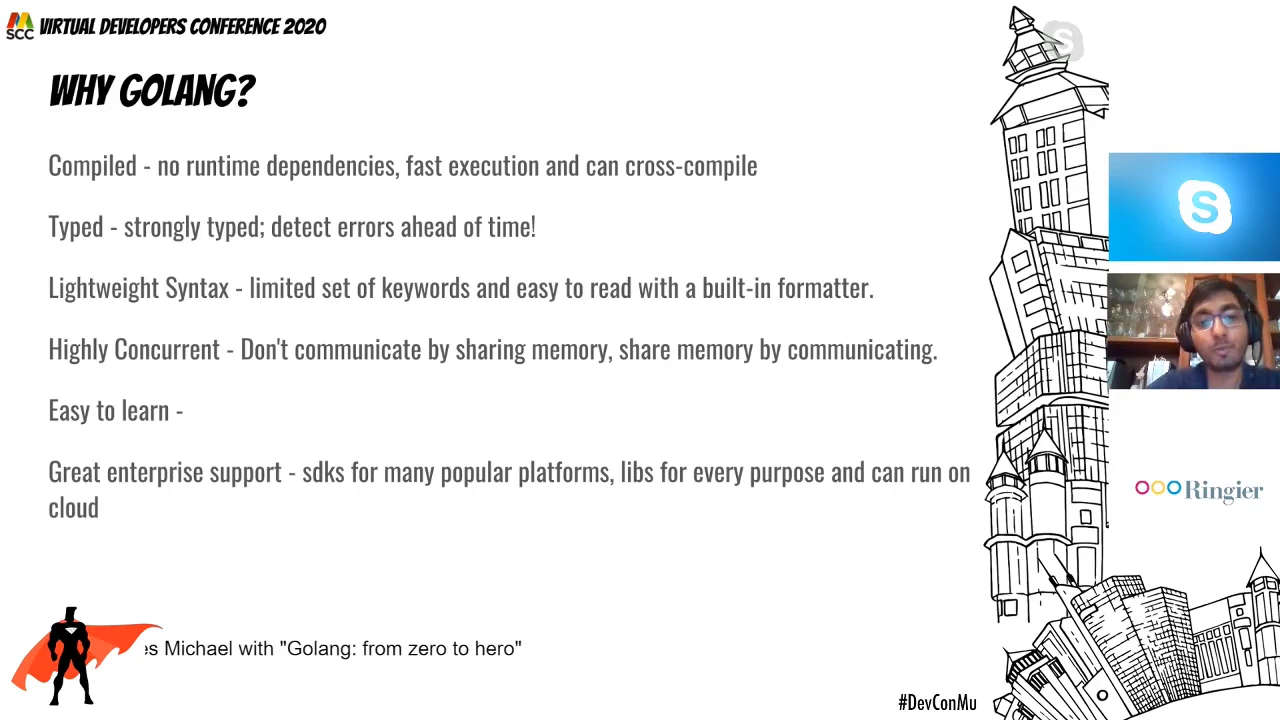 MSCC
VIRTUAL DEVELOPERS CONFERENCE 2020
WHY GOLANG?
Compiled - no runtime dependencies, fast execution and can cross-compile
Typed - strongly typed; detect errors ahead of time!
Lightweight Syntax - limited set of keywords and easy to read with a built-in formatter.
Highly Concurrent - Don't communicate by sharing memory, share memory by communicating.
Easy to learn -
Great enterprise support - sdks for many popular platforms, libs for every purpose and can run on
cloud
Ringier
Michael with "Golang: from zero to hero"
#DevConMu